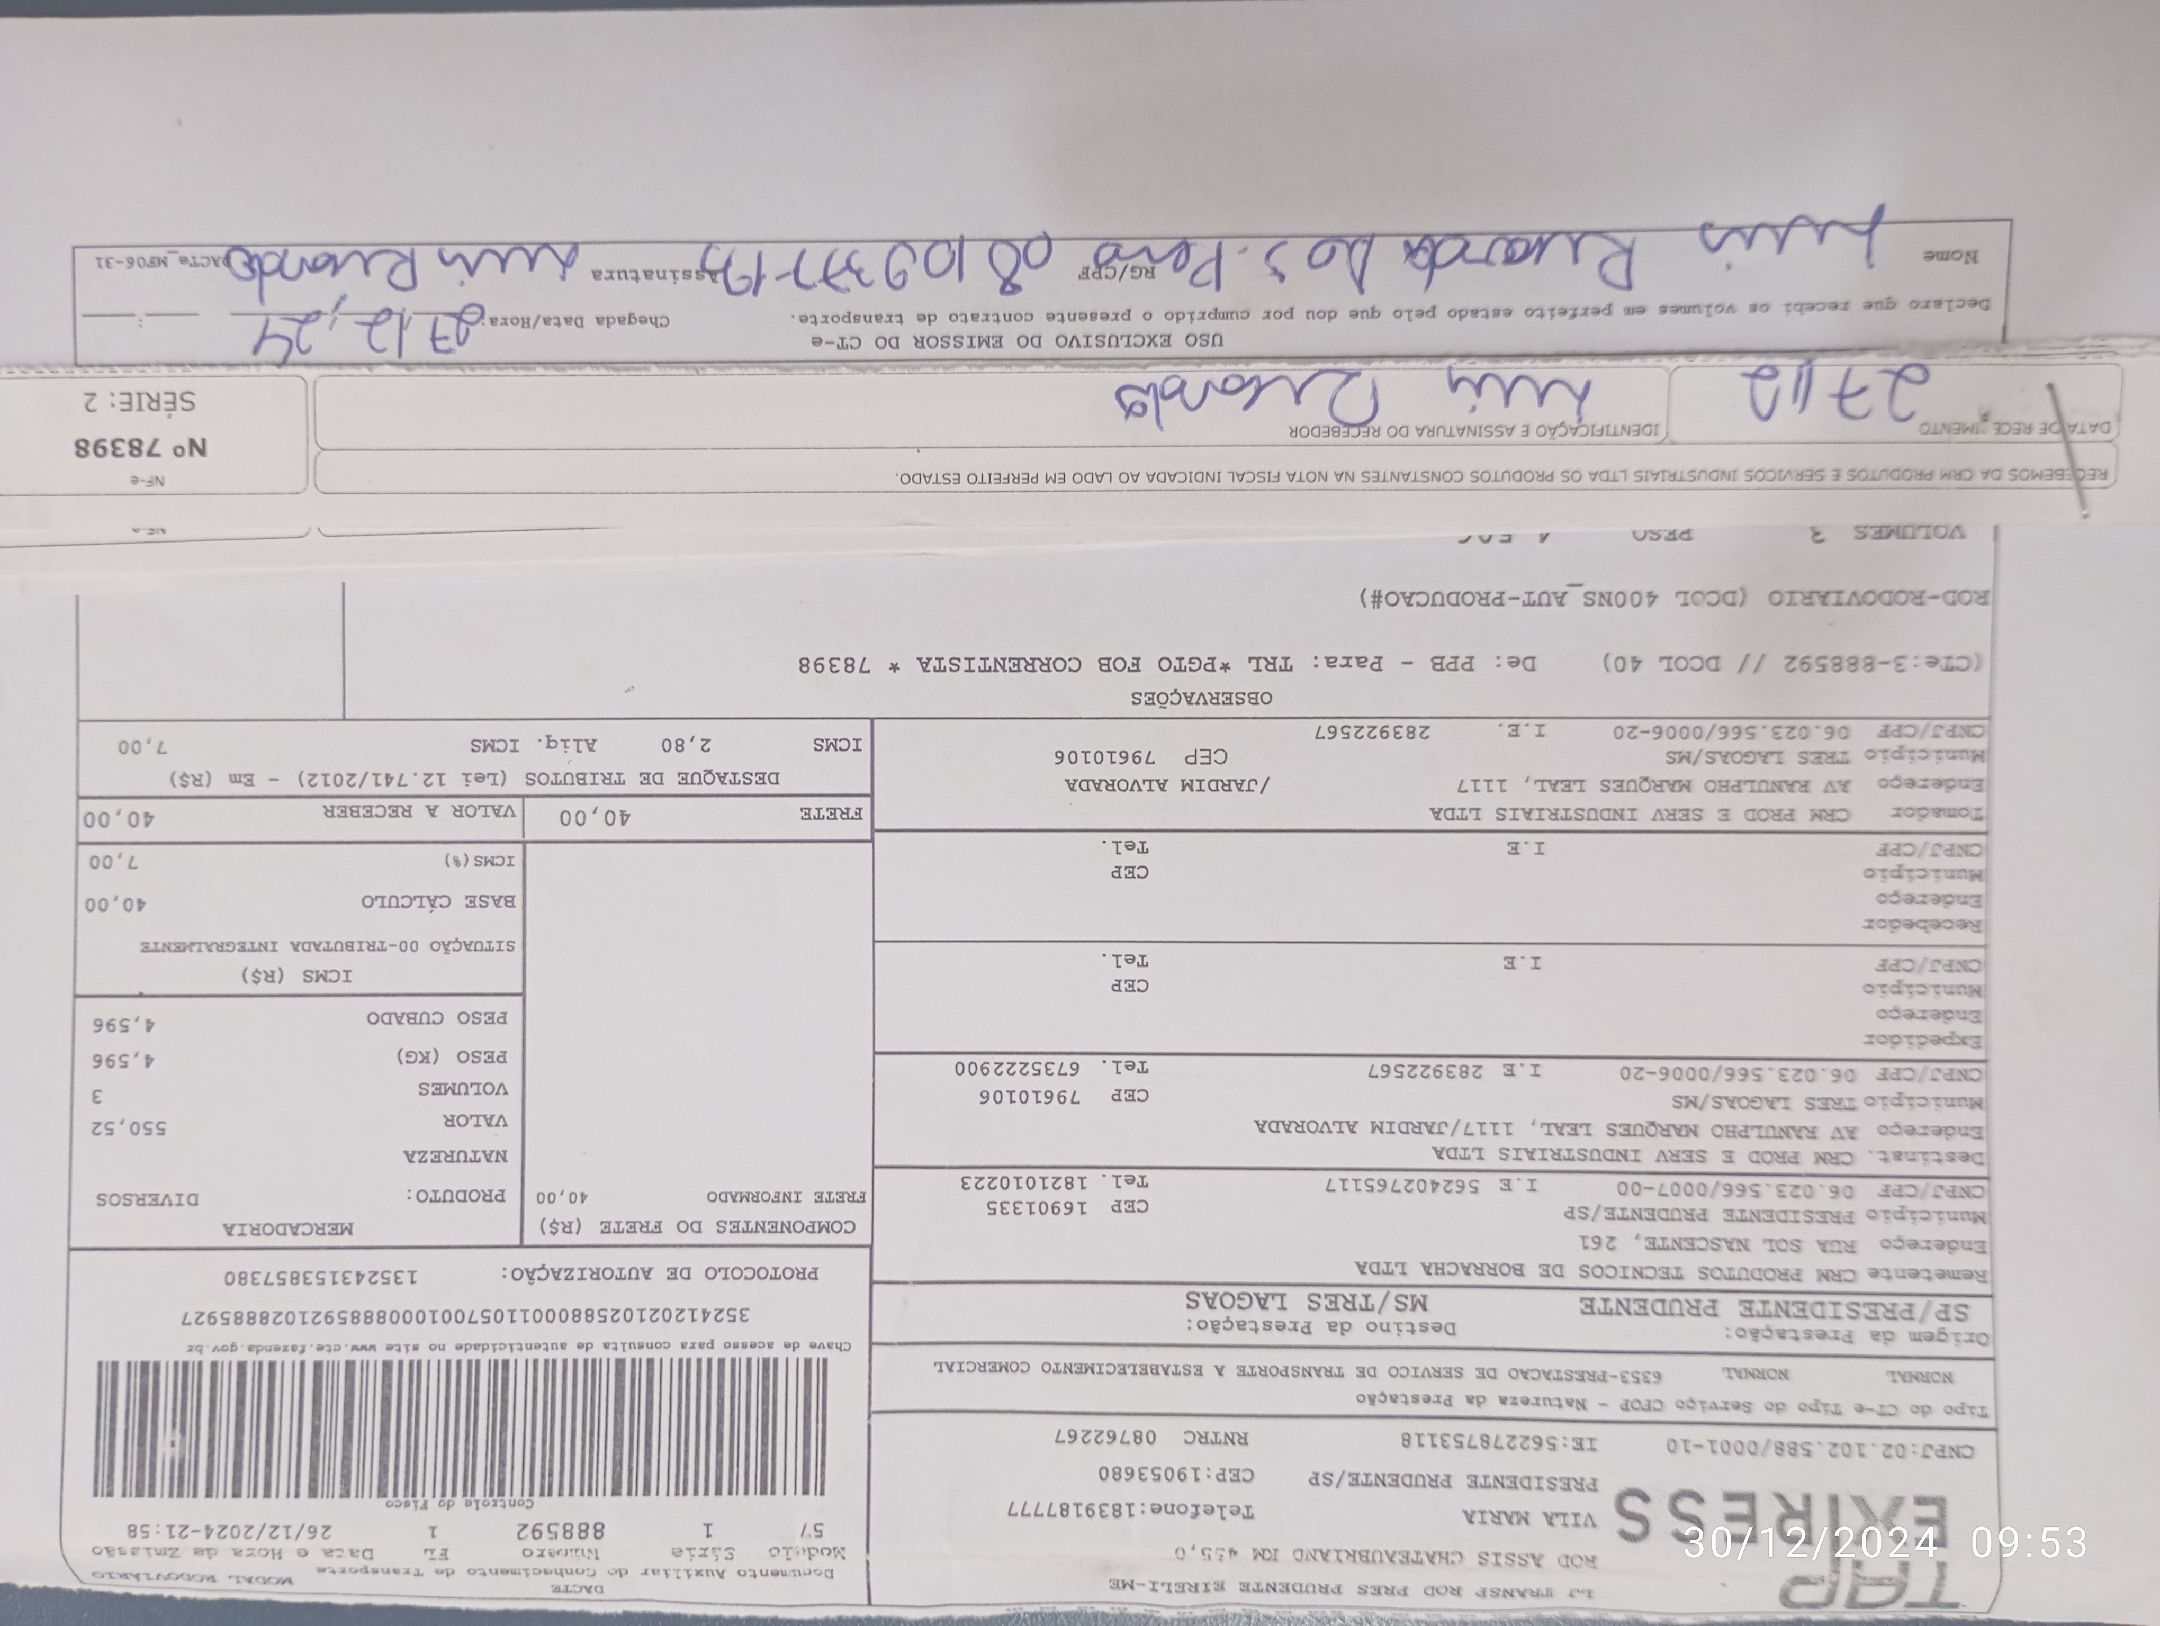 LJ TRANSP ROD PRES PRUDENTE EIRELI-ME
ROD ASSIS CHATEAUBRIAND KM 455,0
VILA MARIA Telefone:1839187777
PRESIDENTE PRUDENTE/SP CEP:19053680
CNPJ:02.102.588/0001-10 IE:562278753118 RNTRC 08762267
DACTE
Documento Auxiliar do Conhecimento de Transporte MODAL RODOVIÁRIO
Modelo Série Número FL Data e Hora de Emissão
57 1 888592 1 26/12/2024-21:58
Controle do Fisco
Chave de acesso para consulta de autenticidade no site www.cte.fazenda.gov.br
35241202102588000110570010008885921028885927
PROTOCOLO DE AUTORIZAÇÃO: 135243153857380
Tipo do CT-e Tipo do Serviço CFOP - Natureza da Prestação
NORMAL NORMAL 6353-PRESTACAO DE SERVICO DE TRANSPORTE A ESTABELECIMENTO COMERCIAL
Origem da Prestação: Destino da Prestação:
SP/PRESIDENTE PRUDENTE MS/TRES LAGOAS
Remetente CRM PRODUTOS TECNICOS DE BORRACHA LTDA
Endereço RUA SOL NASCENTE, 261
Município PRESIDENTE PRUDENTE/SP CEP 16901335
CNPJ/CPF 06.023.566/0007-00 I.E 562402765117 Tel. 1821010223
Destinat. CRM PROD E SERV INDUSTRIAIS LTDA
Endereço AV RANULPHO MARQUES LEAL, 1117/JARDIM ALVORADA
Município TRES LAGOAS/MS CEP 79610106
CNPJ/CPF 06.023.566/0006-20 I.E 283922567 Tel. 6735222900
Expedidor
Endereço
Município CEP
CNPJ/CPF I.E Tel.
Recebedor
Endereço
Município CEP
CNPJ/CPF I.E Tel.
Tomador CRM PROD E SERV INDUSTRIAIS LTDA
Endereço AV RANULPHO MARQUES LEAL, 1117 /JARDIM ALVORADA
Município TRES LAGOAS/MS CEP 79610106
CNPJ/CPF 06.023.566/0006-20 I.E. 283922567
COMPONENTES DO FRETE (R$)
FRETE INFORMADO 40,00
MERCADORIA
PRODUTO: DIVERSOS
NATUREZA
VALOR 550,52
VOLUMES 3
PESO (KG) 4,596
PESO CUBADO 4,596
ICMS (R$)
SITUAÇÃO 00-TRIBUTADA INTEGRALMENTE
BASE CÁLCULO 40,00
ICMS(%) 7,00
FRETE 40,00 VALOR A RECEBER 40,00
DESTAQUE DE TRIBUTOS (Lei 12.741/2012) - Em (R$)
ICMS 2,80 Aliq. ICMS 7,00
OBSERVAÇÕES
(CTe:3-888592 // DCOL 40) De: PPB - Para: TRL *PGTO FOB CORRENTISTA * 78398
ROD-RODOVIARIO (DCOL 400NS_AUT-PRODUCAO#)
VOLUMES 3 PESO
NF-e
RECEBEMOS DA CRM PRODUTOS E SERVICOS INDUSTRIAIS LTDA OS PRODUTOS CONSTANTES NA NOTA FISCAL INDICADA AO LADO EM PERFEITO ESTADO.
NF-e
Nº 78398
SÉRIE: 2
DATA DE RECEBIMENTO IDENTIFICAÇÃO E ASSINATURA DO RECEBEDOR
27/12 Luis Ricardo
USO EXCLUSIVO DO EMISSOR DO CT-e
Declaro que recebi os volumes em perfeito estado pelo que dou por cumprido o presente contrato de transporte. Chegada Data/Hora: 27/12/24 :
Nome Luis Ricardo dos S. RG/CPF Assinatura Luis Ricardo DACTe_MF06-31
30/12/2024 09:53